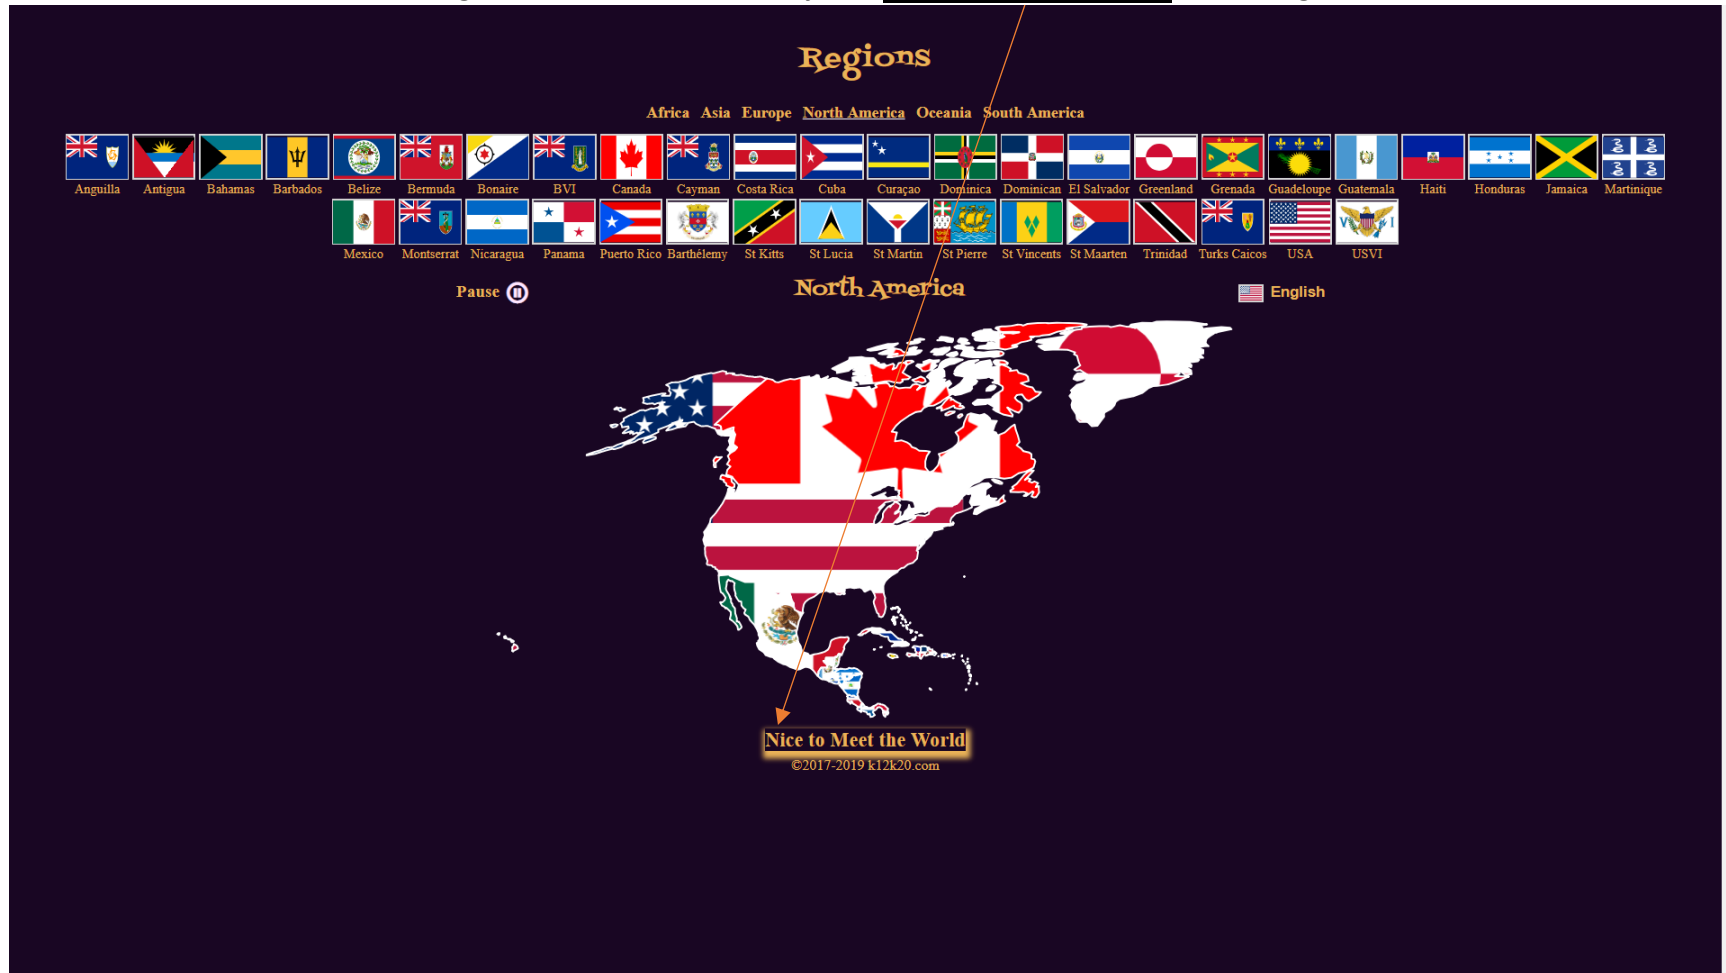 Regions
Africa Asia Europe North America Oceania South America
Anguilla Antigua Bahamas Barbados Belize Bermuda Bonaire BVI Canada Cayman Costa Rica Cuba Curaçao Dominica Dominican El Salvador Greenland Grenada Guadeloupe Guatemala Haiti Honduras Jamaica Martinique
Mexico Montserrat Nicaragua Panama Puerto Rico Barthélemy St Kitts St Lucia St Martin St Pierre St Vincents St Maarten Trinidad Turks Caicos USA USVI
Pause North America English
Nice to Meet the World
©2017-2019 k12k20.com